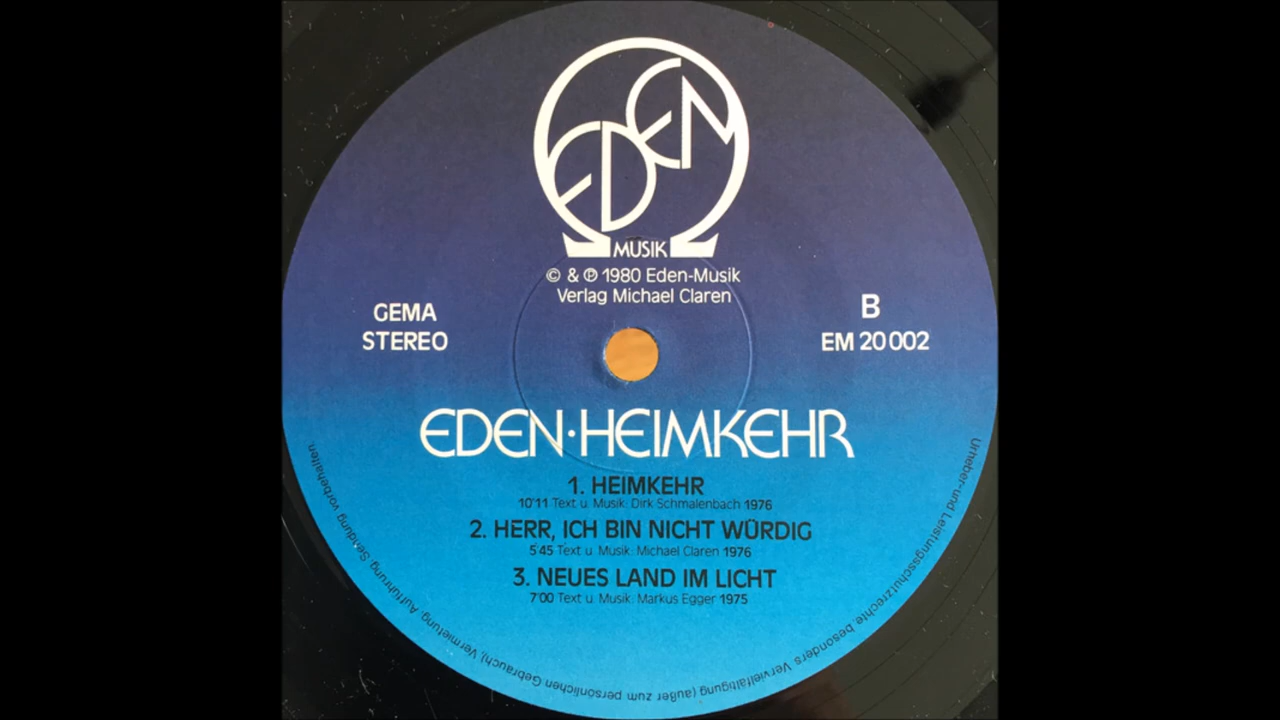 EDEN
MUSIK
© & ℗ 1980 Eden-Musik
Verlag Michael Claren
GEMA
STEREO
B
EM 20 002
EDEN·HEIMKEHR
1. HEIMKEHR
10'11 Text u. Musik: Dirk Schmalenbach 1976
2. HERR, ICH BIN NICHT WÜRDIG
5'45 Text u. Musik: Michael Claren 1976
3. NEUES LAND IM LICHT
7'00 Text u. Musik: Markus Egger 1975
Urheber- und Leistungsschutzrechte, besonders Vervielfältigung (außer zum persönlichen Gebrauch), Vermietung, Aufführung, Sendung vorbehalten.